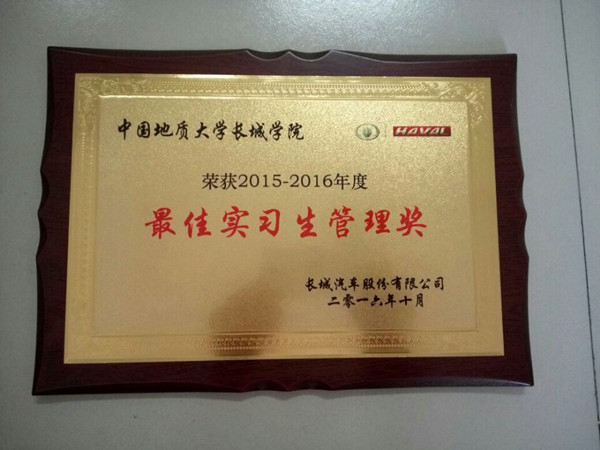 中国地质大学长城学院 HAVAL
荣获2015-2016年度
最佳实习生管理奖
长城汽车股份有限公司
二零一六年十月